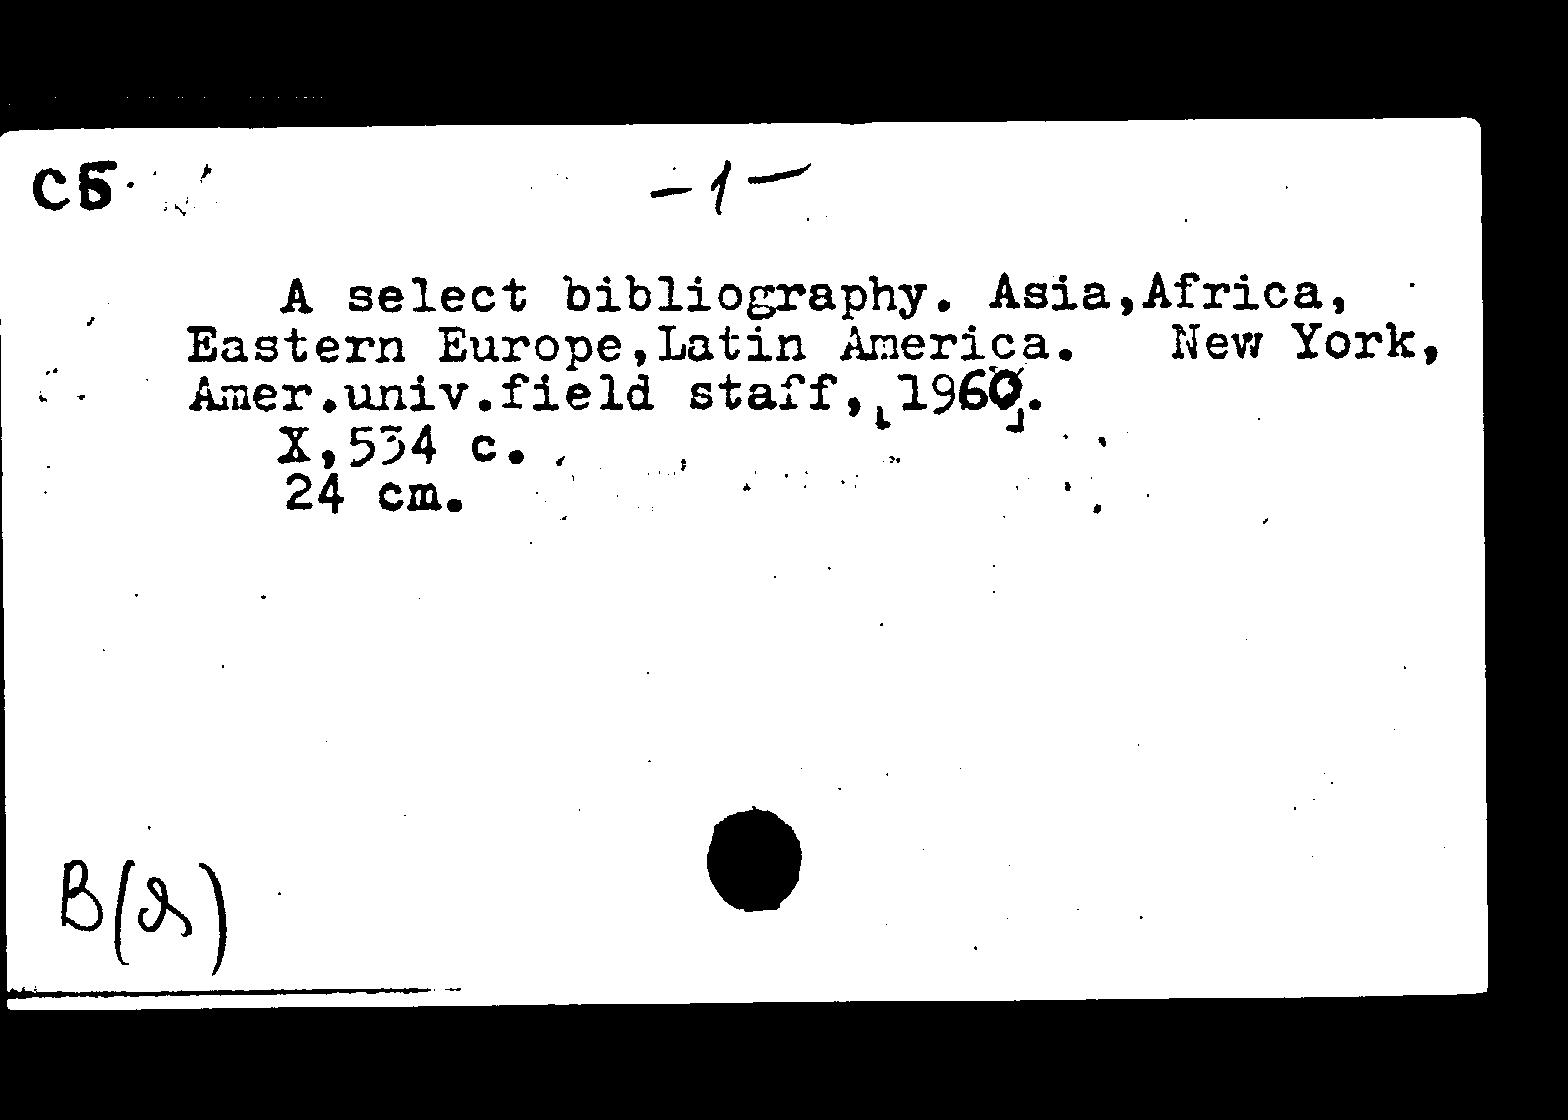 СБ
-1-
A select bibliography. Asia,Africa,
Eastern Europe,Latin America. New York,
Amer.univ.field staff,[1960].
X,534 c.
24 cm.